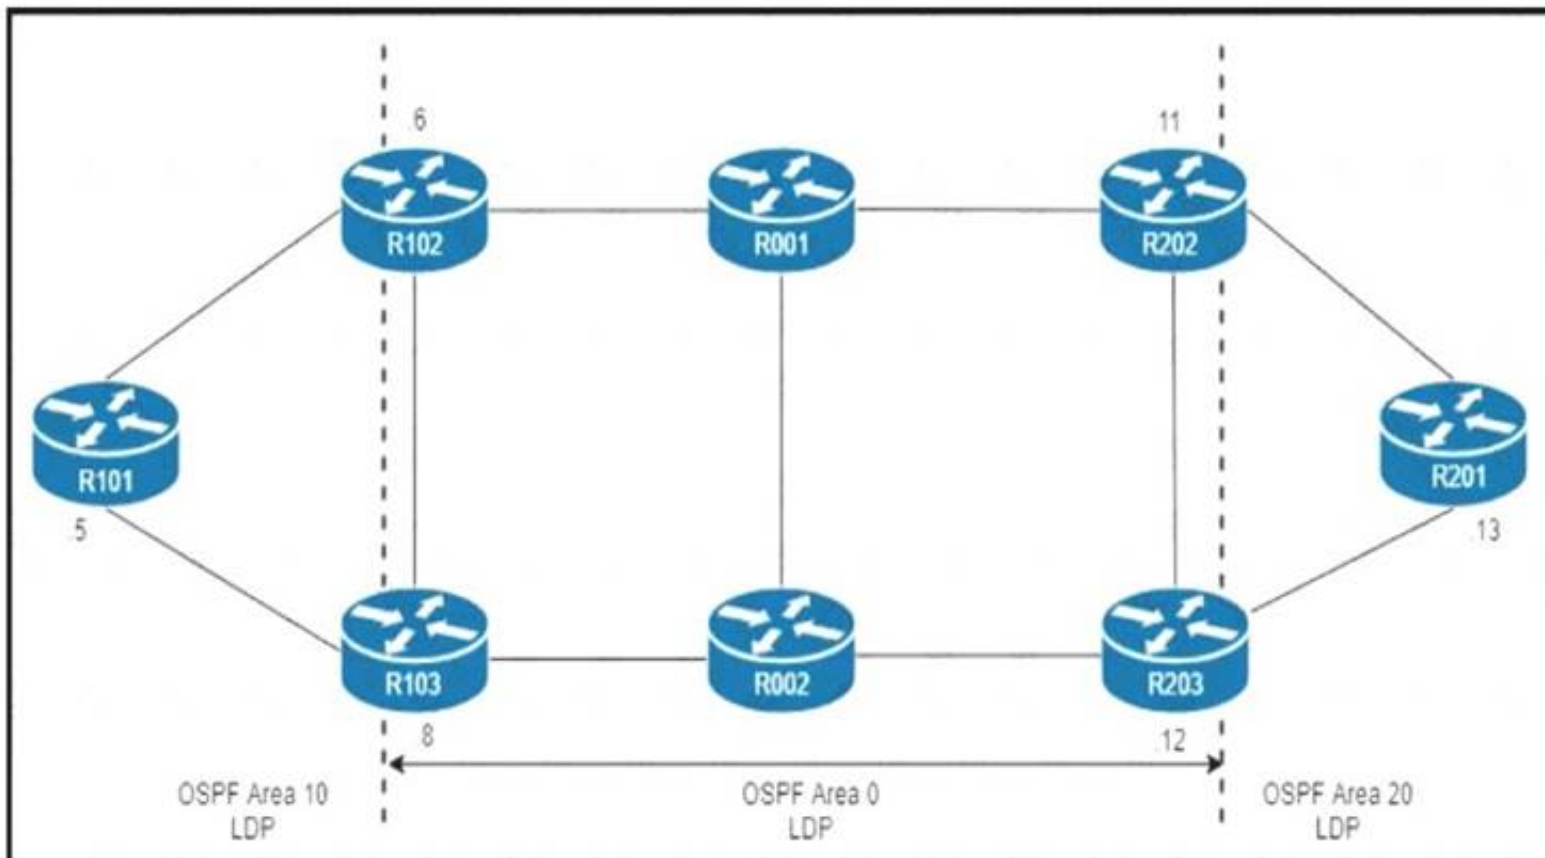 .6
11
R102
R001
R202
R101
R201
.5
.13
R103
R002
R203
8
.12
OSPF Area 10
LDP
OSPF Area 0
LDP
OSPF Area 20
LDP